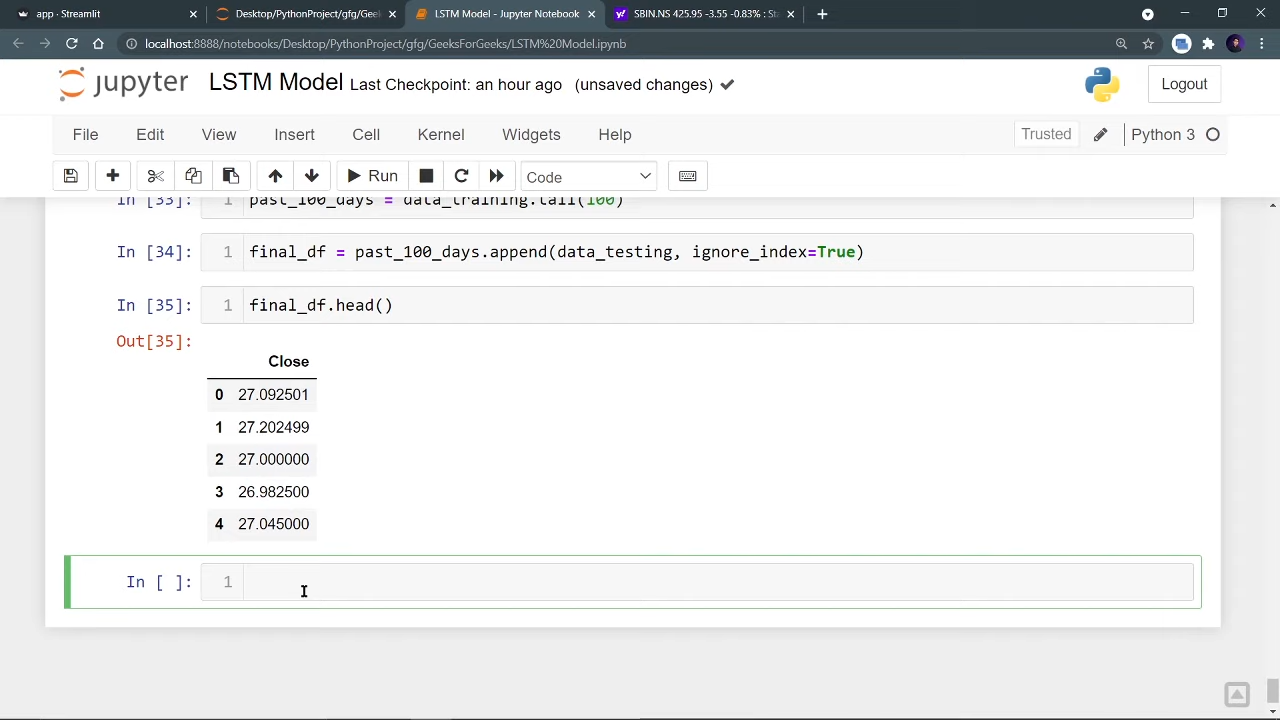 app · Streamlit
Desktop/PythonProject/gfg/Geek
LSTM Model - Jupyter Notebook
SBIN.NS 425.95 -3.55 -0.83% : St
localhost:8888/notebooks/Desktop/PythonProject/gfg/GeeksForGeeks/LSTM%20Model.ipynb
jupyter LSTM Model Last Checkpoint: an hour ago (unsaved changes)
Logout
File Edit View Insert Cell Kernel Widgets Help
Trusted Python 3
Run Code
In [33]: 1 past_100_days = data_training.tail(100)
In [34]: 1 final_df = past_100_days.append(data_testing, ignore_index=True)
In [35]: 1 final_df.head()
Out[35]:
Close
0 27.092501
1 27.202499
2 27.000000
3 26.982500
4 27.045000
In [ ]: 1